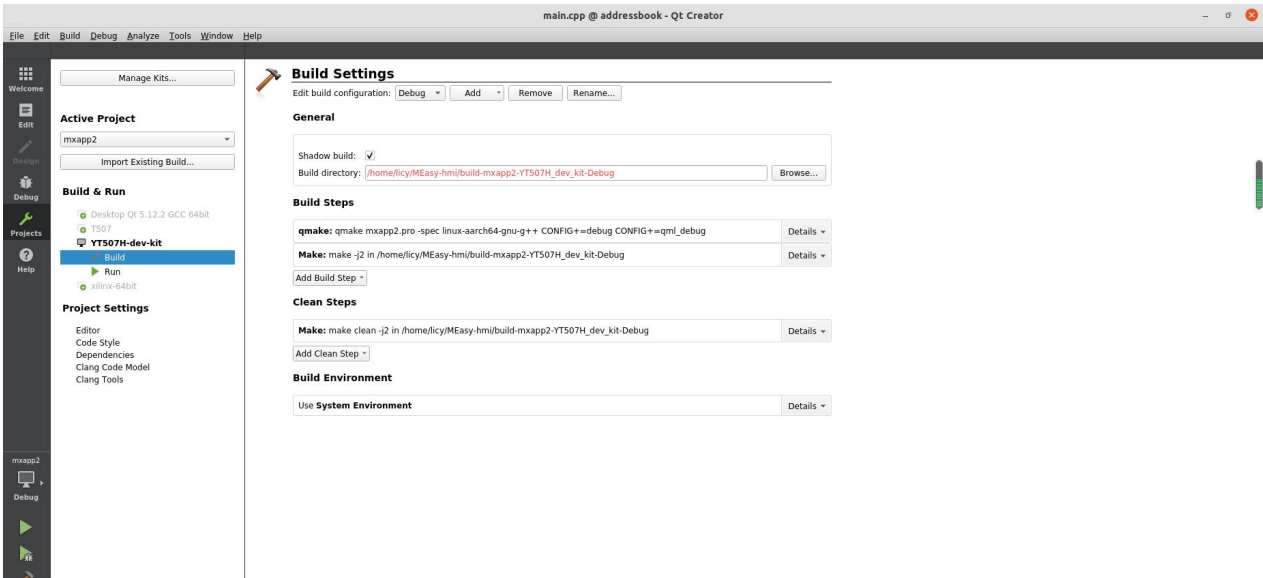 main.cpp @ addressbook - Qt Creator
File Edit Build Debug Analyze Tools Window Help
Welcome
Edit
Design
Debug
Projects
Help
mxapp2
Debug
Manage Kits...
Active Project
mxapp2
Import Existing Build...
Build & Run
Desktop Qt 5.12.2 GCC 64bit
T507
YT507H-dev-kit
Build
Run
xilinx-64bit
Project Settings
Editor
Code Style
Dependencies
Clang Code Model
Clang Tools
Build Settings
Edit build configuration: Debug Add Remove Rename...
General
Shadow build:
Build directory: /home/licy/MEasy-hmi/build-mxapp2-YT507H_dev_kit-Debug Browse...
Build Steps
qmake: qmake mxapp2.pro -spec linux-aarch64-gnu-g++ CONFIG+=debug CONFIG+=qml_debug Details
Make: make -j2 in /home/licy/MEasy-hmi/build-mxapp2-YT507H_dev_kit-Debug Details
Add Build Step
Clean Steps
Make: make clean -j2 in /home/licy/MEasy-hmi/build-mxapp2-YT507H_dev_kit-Debug Details
Add Clean Step
Build Environment
Use System Environment Details